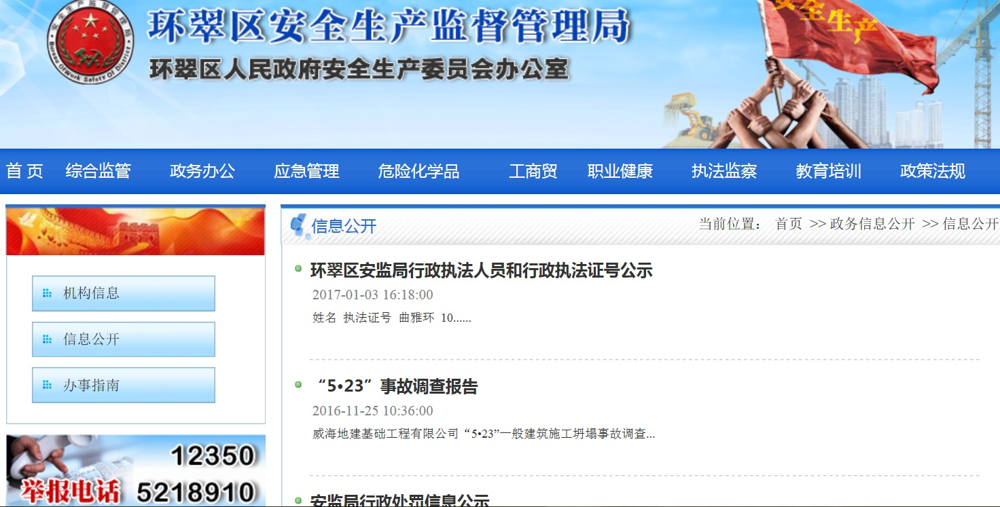 安全生产监督管理局
Bureau Of Work Safety Of District
环翠区安全生产监督管理局
环翠区人民政府安全生产委员会办公室
安全生产
首 页 综合监管 政务办公 应急管理 危险化学品 工商贸 职业健康 执法监察 教育培训 政策法规
机构信息
信息公开
办事指南
12350
举报电话 5218910
信息公开
当前位置： 首页 >> 政务信息公开 >> 信息公开
环翠区安监局行政执法人员和行政执法证号公示
2017-01-03 16:18:00
姓名 执法证号 曲雅环 10......
“5•23”事故调查报告
2016-11-25 10:36:00
威海地建基础工程有限公司“5•23”一般建筑施工坍塌事故调查...
安监局行政处罚信息公示